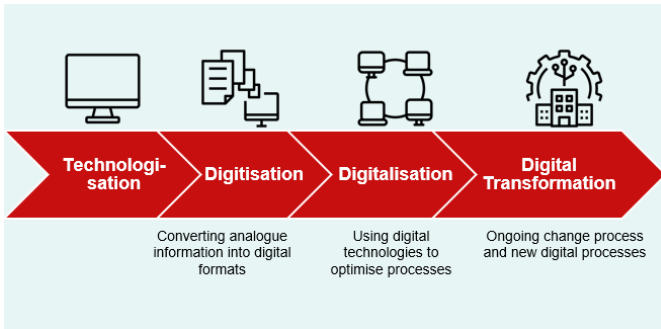 Technologi-
sation
Digitisation
Digitalisation
Digital
Transformation
Converting analogue
information into digital
formats
Using digital
technologies to
optimise processes
Ongoing change process
and new digital processes